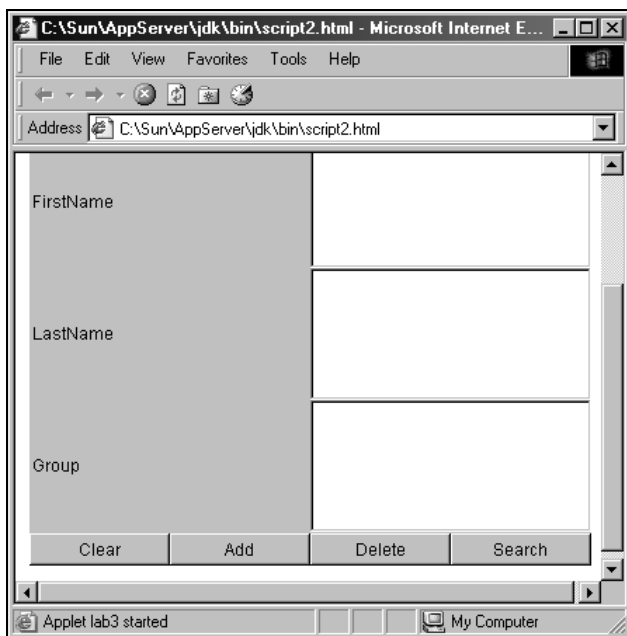 C:\Sun\AppServer\jdk\bin\script2.html - Microsoft Internet E...
File Edit View Favorites Tools Help
Address C:\Sun\AppServer\jdk\bin\script2.html
FirstName
LastName
Group
Clear Add Delete Search
Applet lab3 started My Computer